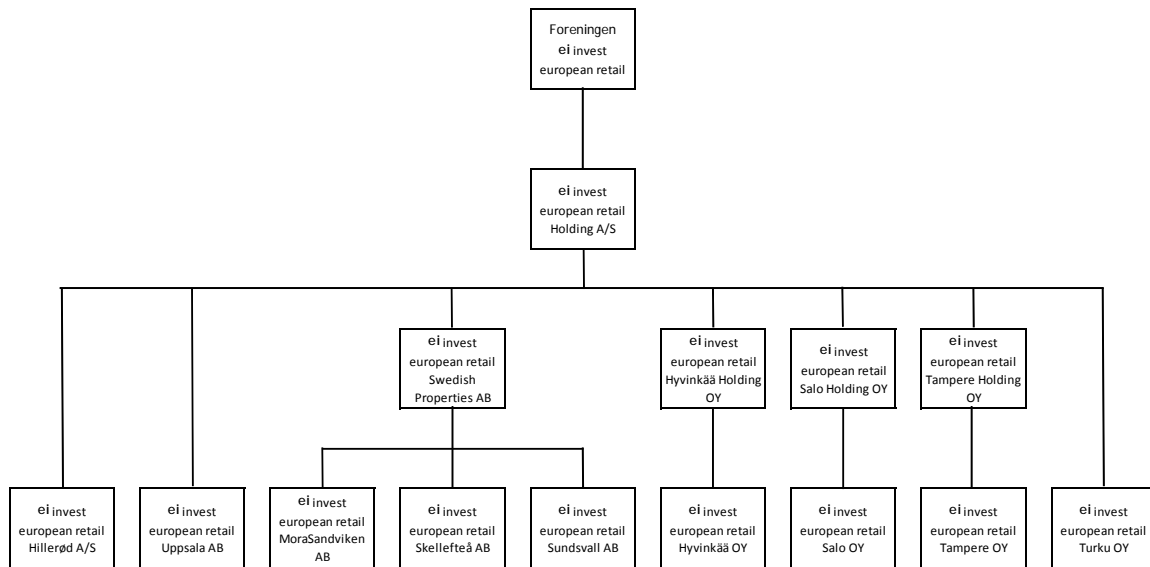 Foreningen
ei invest
european retail
ei invest
european retail
Holding A/S
ei invest
european retail
Swedish
Properties AB
ei invest
european retail
Hyvinkää Holding
OY
ei invest
european retail
Salo Holding OY
ei invest
european retail
Tampere Holding
OY
ei invest
european retail
Hillerød A/S
ei invest
european retail
Uppsala AB
ei invest
european retail
MoraSandviken
AB
ei invest
european retail
Skellefteå AB
ei invest
european retail
Sundsvall AB
ei invest
european retail
Hyvinkää OY
ei invest
european retail
Salo OY
ei invest
european retail
Tampere OY
ei invest
european retail
Turku OY